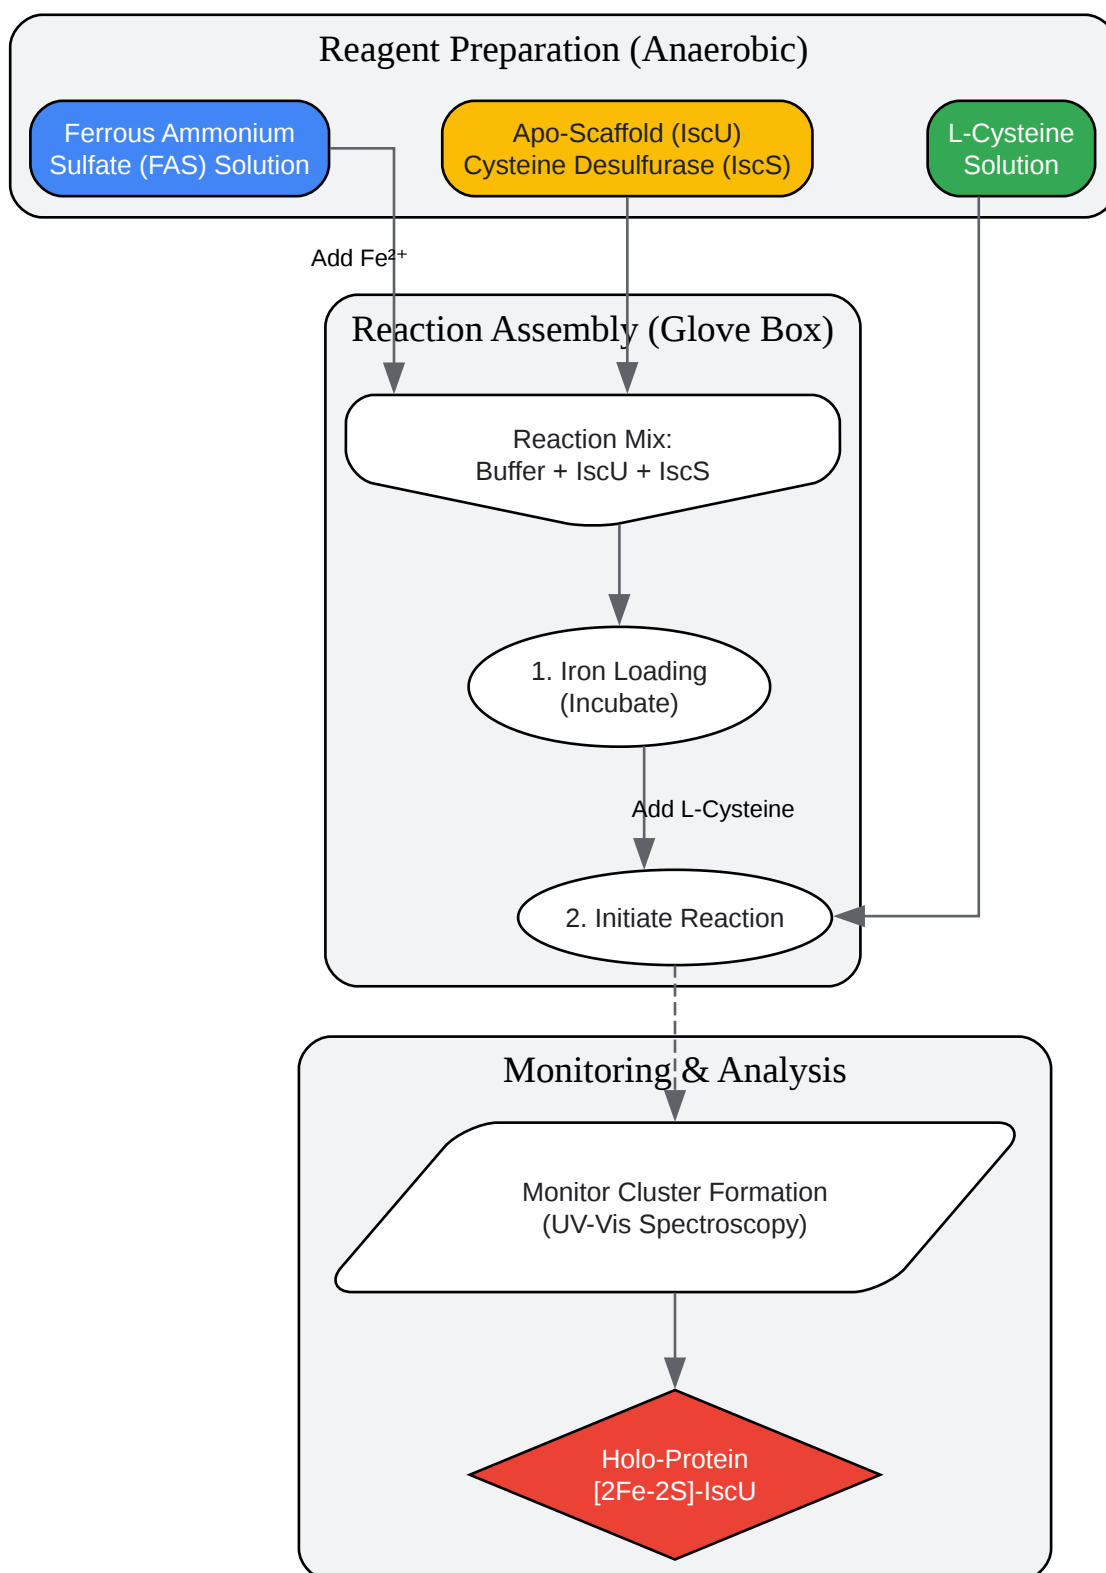 Reagent Preparation (Anaerobic)
Ferrous Ammonium
Sulfate (FAS) Solution
Apo-Scaffold (IscU)
Cysteine Desulfurase (IscS)
L-Cysteine
Solution
Add Fe²⁺
Reaction Assembly (Glove Box)
Reaction Mix:
Buffer + IscU + IscS
1. Iron Loading
(Incubate)
Add L-Cysteine
2. Initiate Reaction
Monitoring & Analysis
Monitor Cluster Formation
(UV-Vis Spectroscopy)
Holo-Protein
[2Fe-2S]-IscU